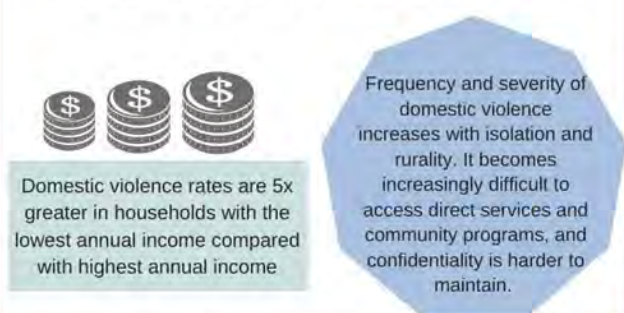 $ $ $
Domestic violence rates are 5x
greater in households with the
lowest annual income compared
with highest annual income
Frequency and severity of
domestic violence
increases with isolation and
rurality. It becomes
increasingly difficult to
access direct services and
community programs, and
confidentiality is harder to
maintain.